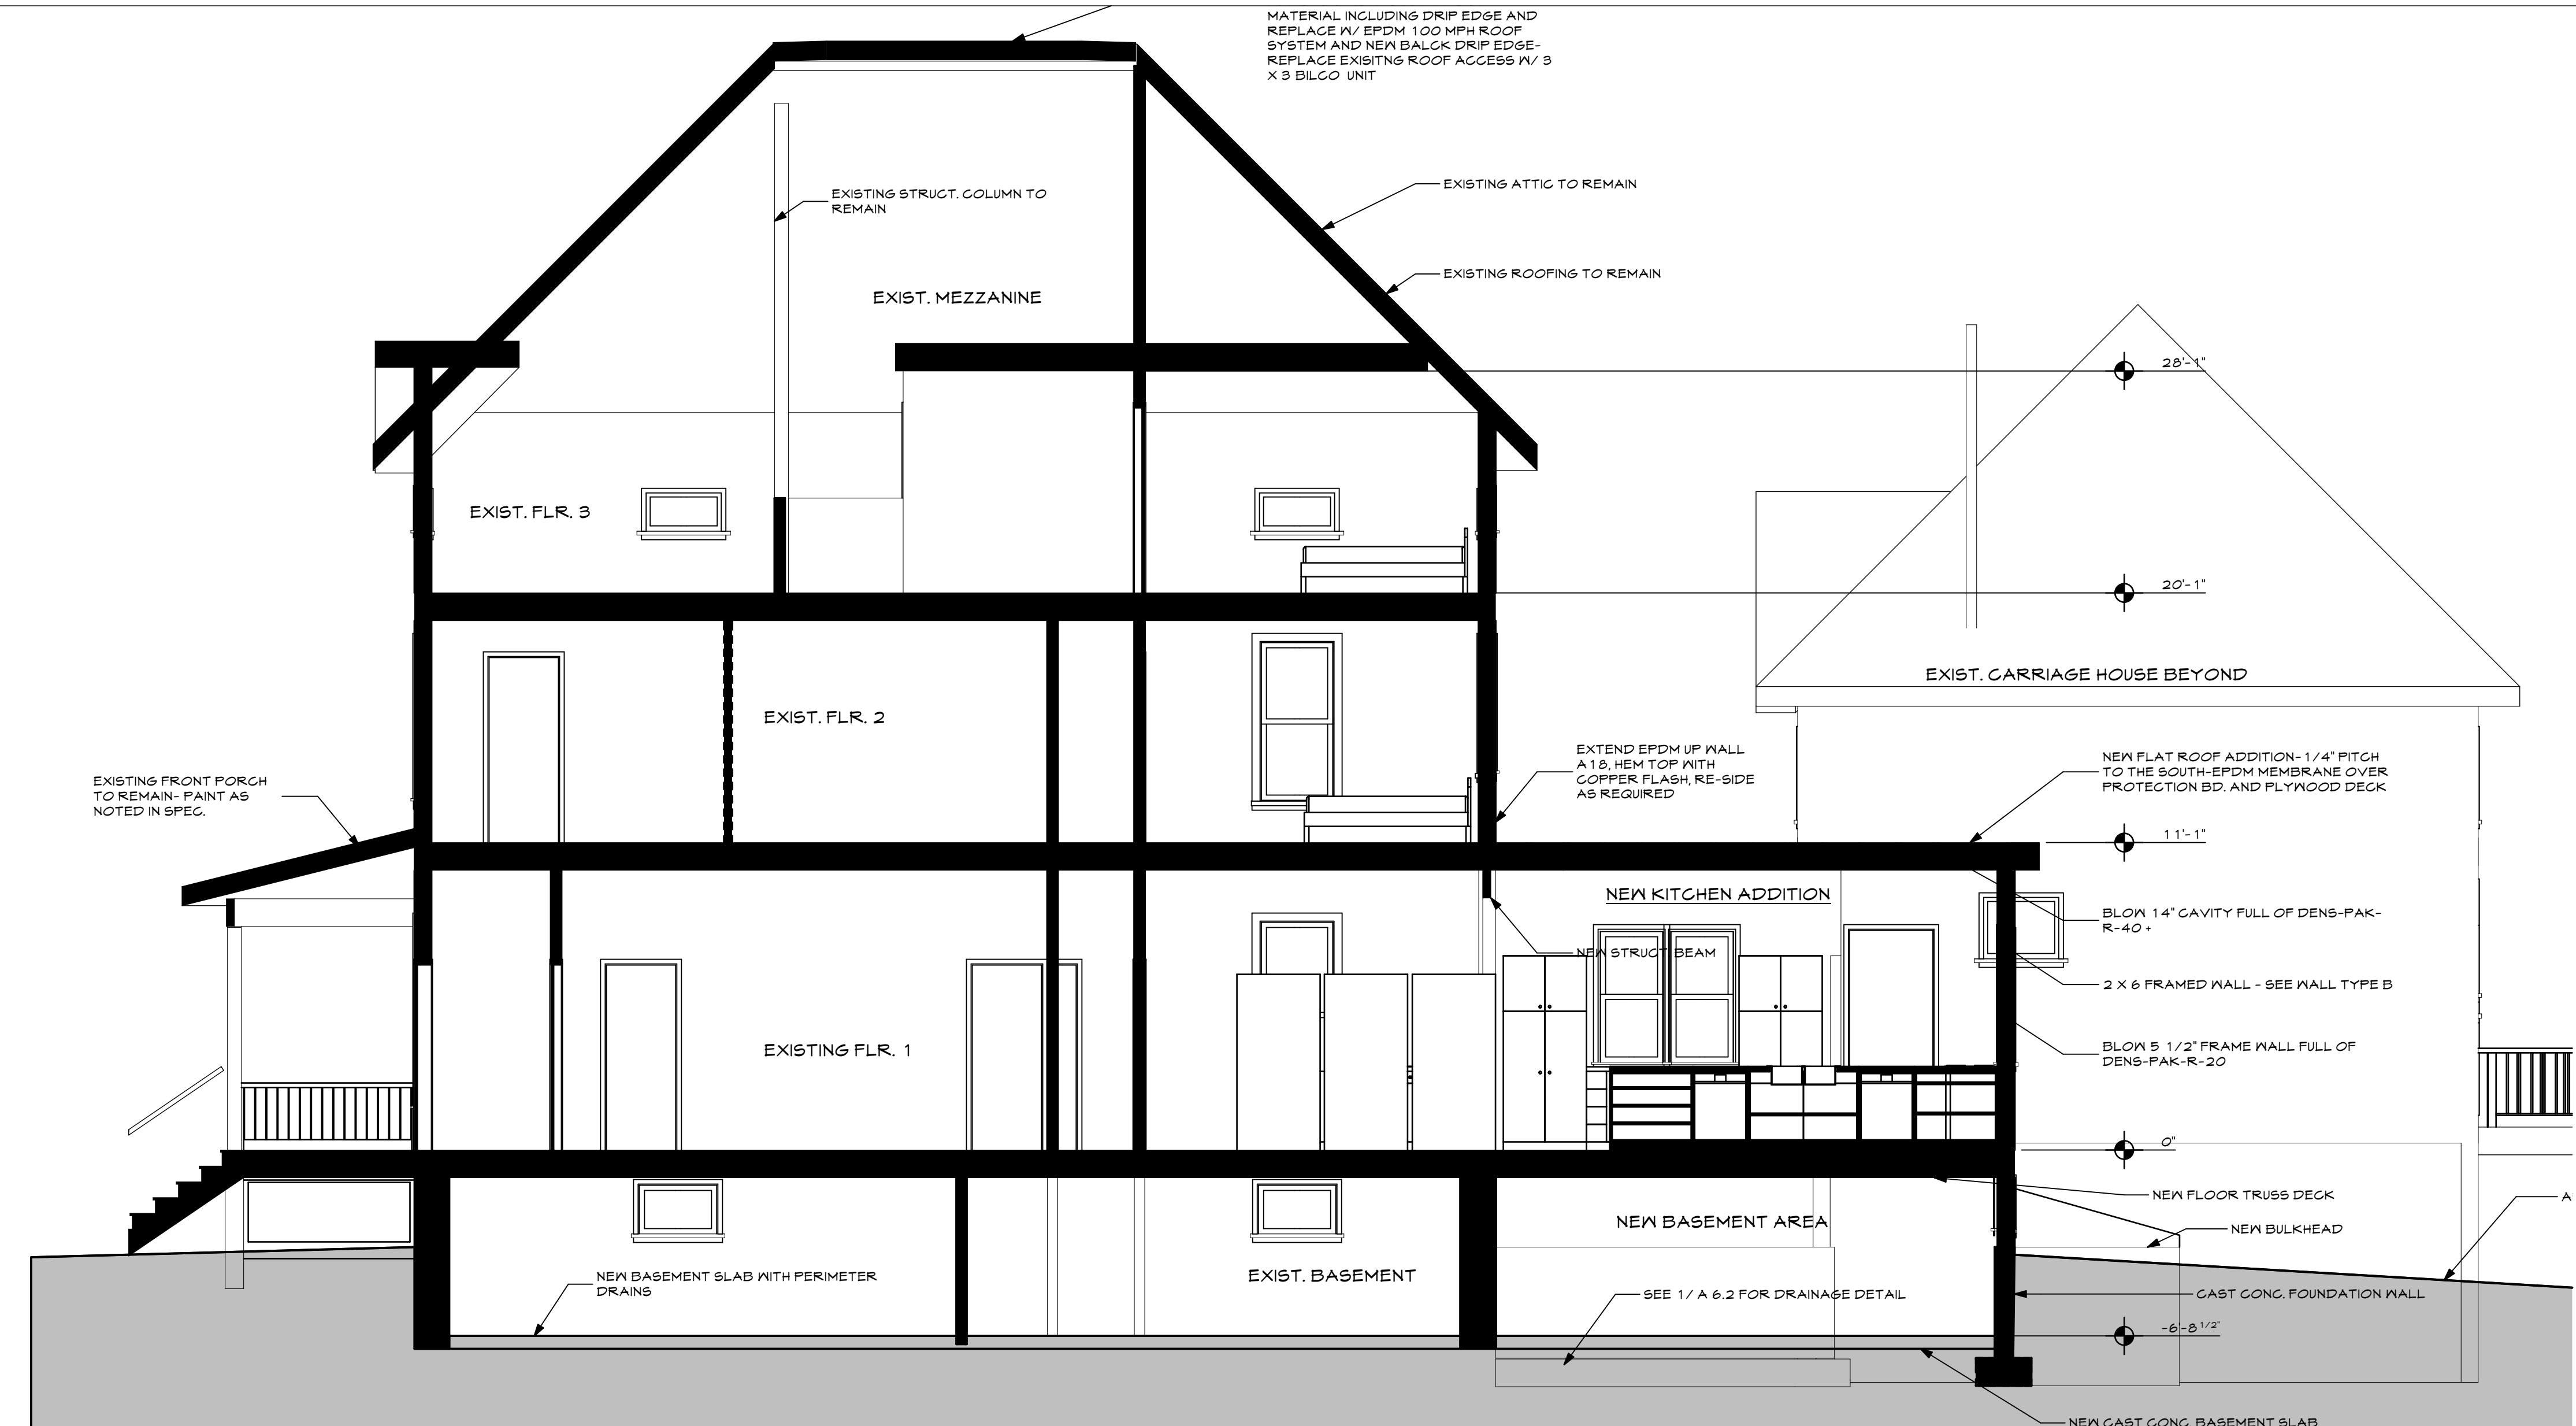 MATERIAL INCLUDING DRIP EDGE AND
REPLACE W/ EPDM 100 MPH ROOF
SYSTEM AND NEW BALCK DRIP EDGE-
REPLACE EXISITNG ROOF ACCESS W/ 3
X 3 BILCO UNIT
EXISTING STRUCT. COLUMN TO
REMAIN
EXISTING ATTIC TO REMAIN
EXISTING ROOFING TO REMAIN
EXIST. MEZZANINE
28'-1"
EXIST. FLR. 3
20'-1"
EXIST. CARRIAGE HOUSE BEYOND
EXIST. FLR. 2
EXISTING FRONT PORCH
TO REMAIN- PAINT AS
NOTED IN SPEC.
EXTEND EPDM UP WALL
A18, HEM TOP WITH
COPPER FLASH, RE-SIDE
AS REQUIRED
NEW FLAT ROOF ADDITION- 1/4" PITCH
TO THE SOUTH-EPDM MEMBRANE OVER
PROTECTION BD. AND PLYWOOD DECK
11'-1"
NEW KITCHEN ADDITION
BLOW 14" CAVITY FULL OF DENS-PAK-
R-40 +
NEW STRUCT. BEAM
2 X 6 FRAMED WALL - SEE WALL TYPE B
EXISTING FLR. 1
BLOW 5 1/2" FRAME WALL FULL OF
DENS-PAK-R-20
0"
NEW FLOOR TRUSS DECK
A
NEW BASEMENT AREA
NEW BULKHEAD
NEW BASEMENT SLAB WITH PERIMETER
DRAINS
EXIST. BASEMENT
SEE 1/ A 6.2 FOR DRAINAGE DETAIL
CAST CONC. FOUNDATION WALL
-6'-8 1/2"
NEW CAST CONC. BASEMENT SLAB